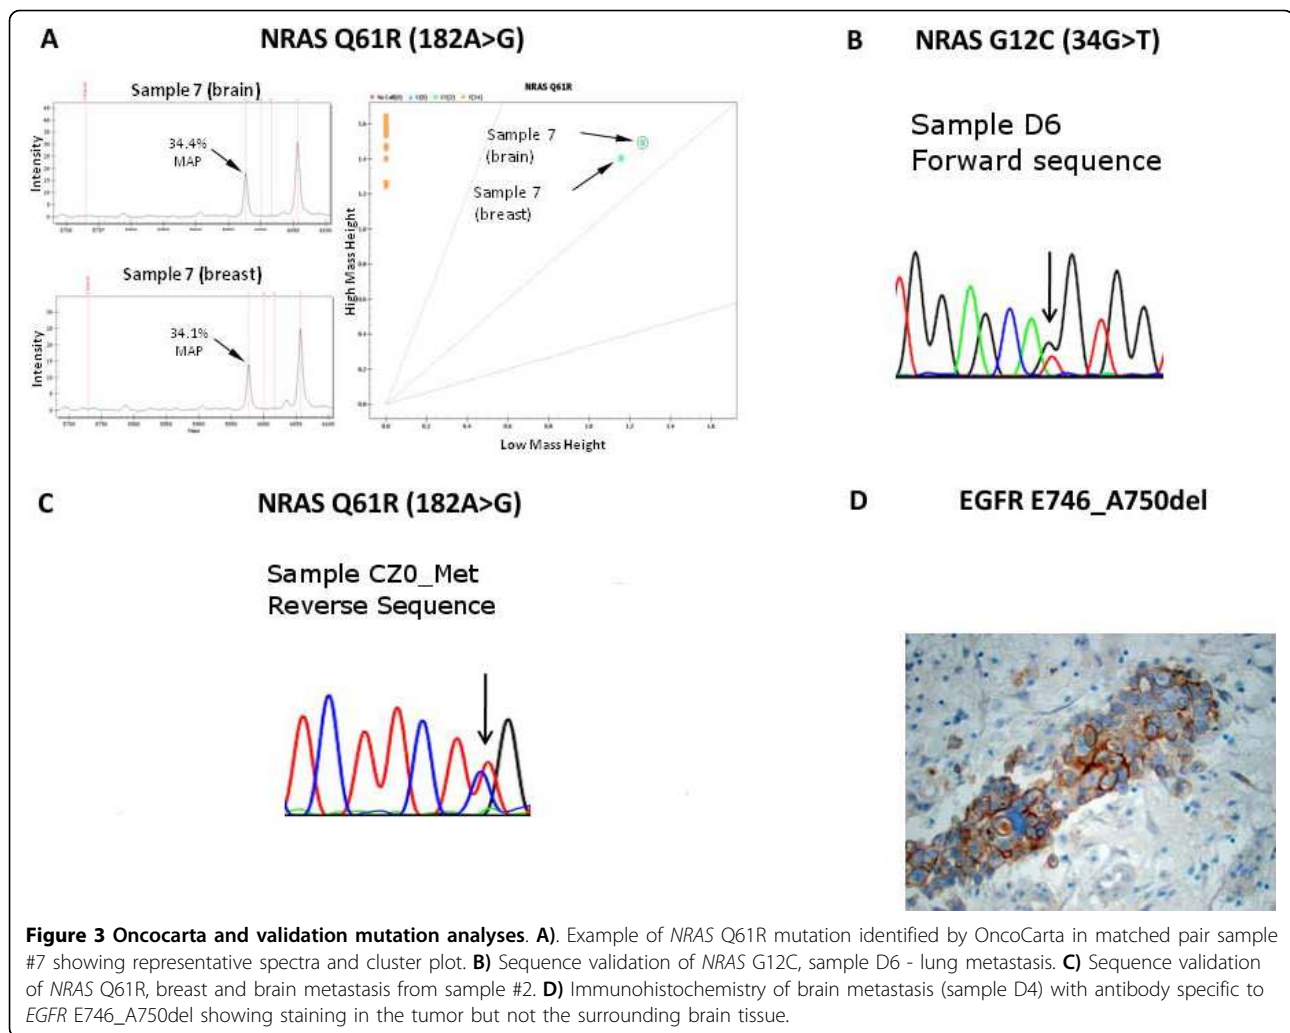 A
NRAS Q61R (182A>G)
Sample 7 (brain)
34.4%
MAP
Intensity
Sample 7 (breast)
34.1%
MAP
Intensity
NRAS Q61R
Sample 7
(brain)
Sample 7
(breast)
High Mass Height
Low Mass Height
B
NRAS G12C (34G>T)
Sample D6
Forward sequence
C
NRAS Q61R (182A>G)
Sample CZ0_Met
Reverse Sequence
D
EGFR E746_A750del
Figure 3 Oncocarta and validation mutation analyses. A). Example of NRAS Q61R mutation identified by OncoCarta in matched pair sample
#7 showing representative spectra and cluster plot. B) Sequence validation of NRAS G12C, sample D6 - lung metastasis. C) Sequence validation
of NRAS Q61R, breast and brain metastasis from sample #2. D) Immunohistochemistry of brain metastasis (sample D4) with antibody specific to
EGFR E746_A750del showing staining in the tumor but not the surrounding brain tissue.